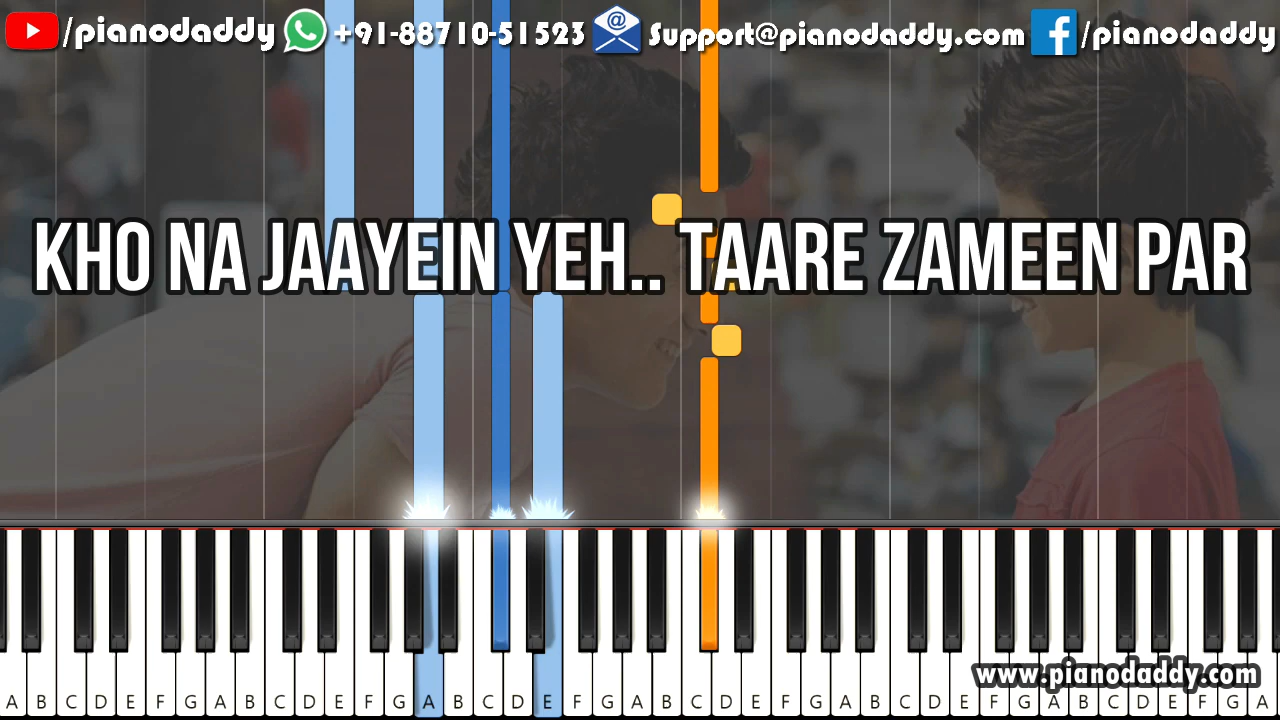 /pianodaddy +91-88710-51523 Support@pianodaddy.com /pianodaddy
KHO NA JAAYEIN YEH.. TAARE ZAMEEN PAR
www.pianodaddy.com
A B C D E F G A B C D E F G A B C D E F G A B C D E F G A B C D E F G A B C D E F G A